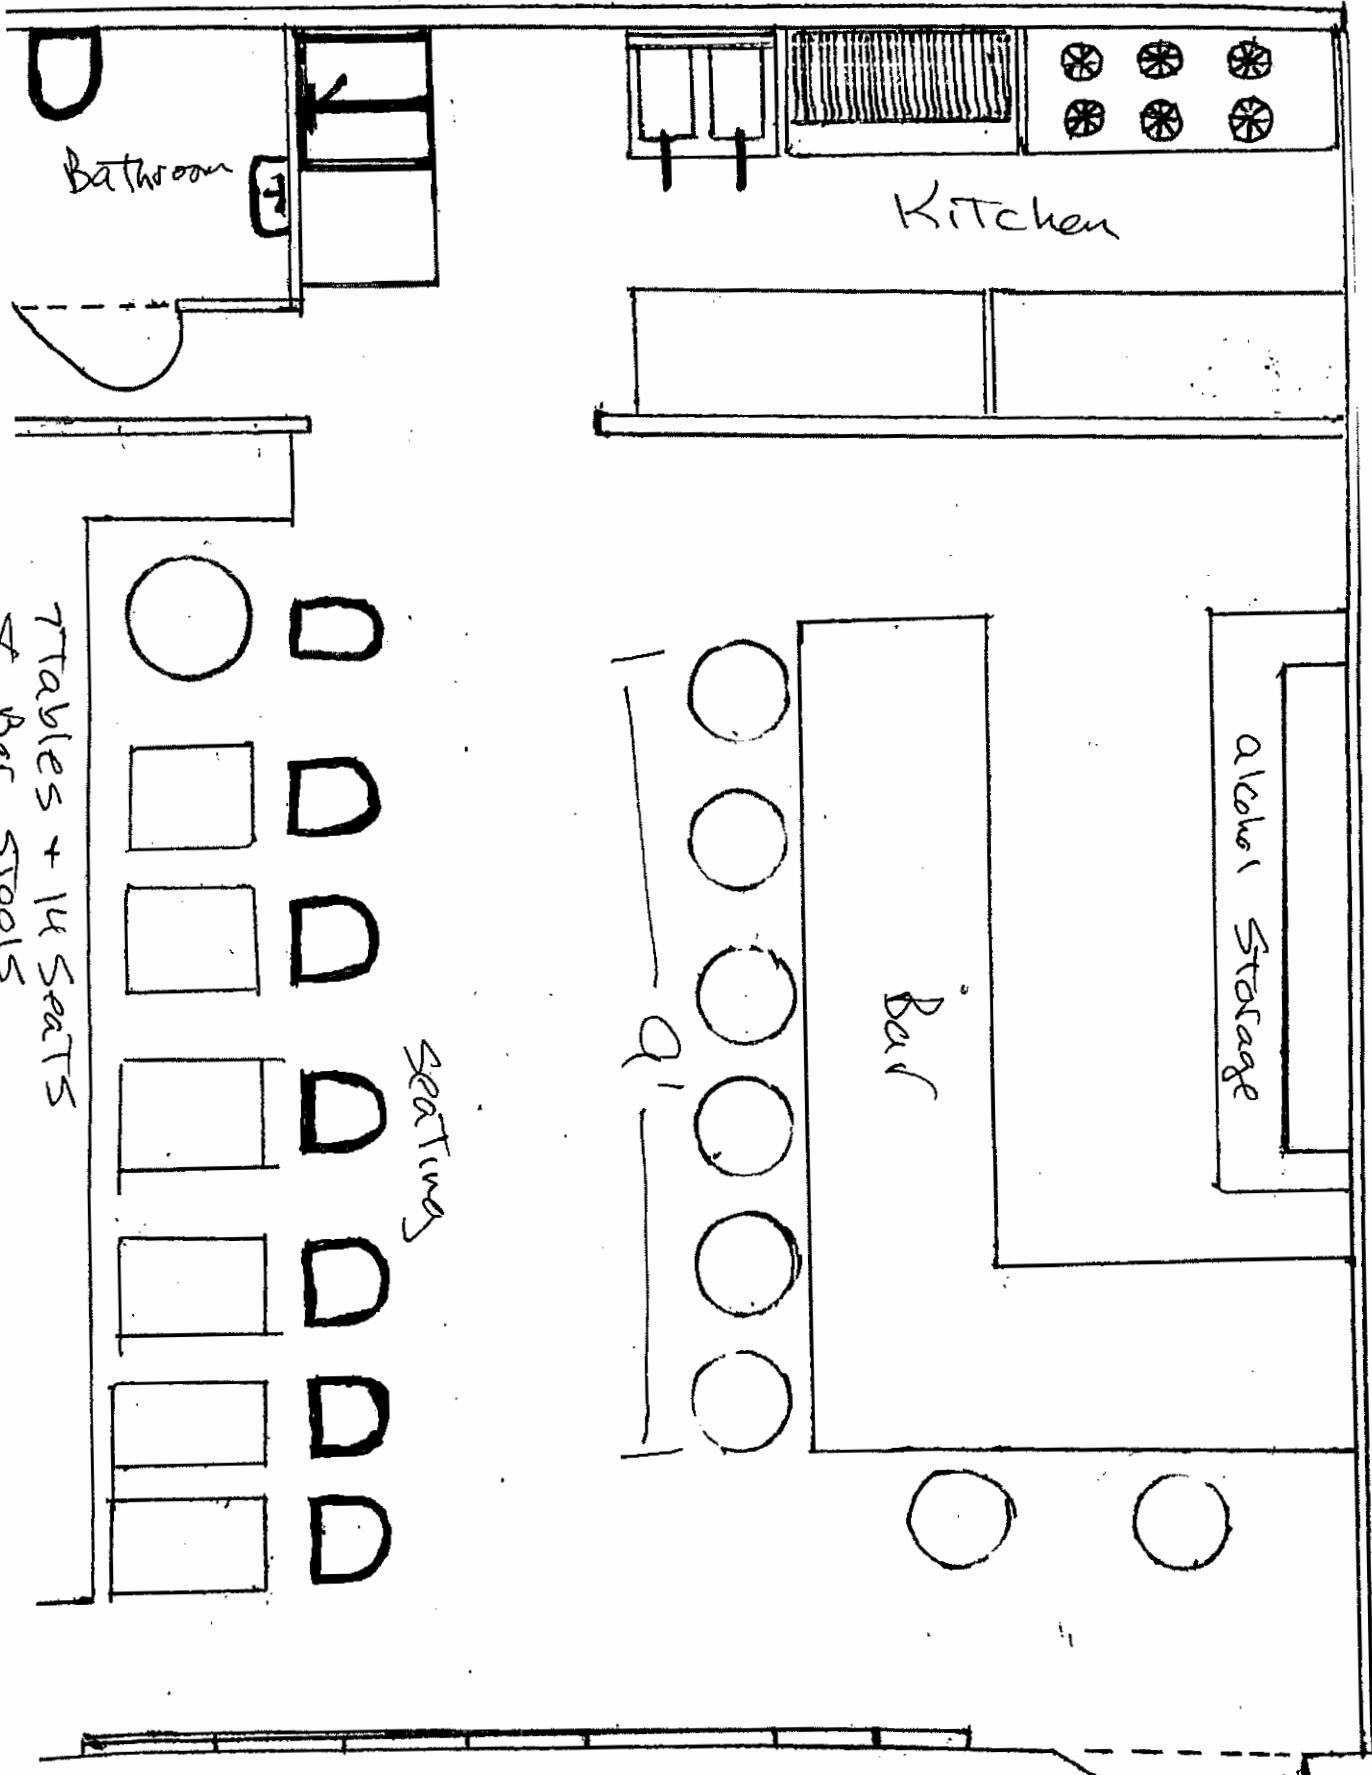 Bathroom
Kitchen
7 Tables + 14 Seats
Bar Stools
Seating
9'
Bar
alcohol Storage